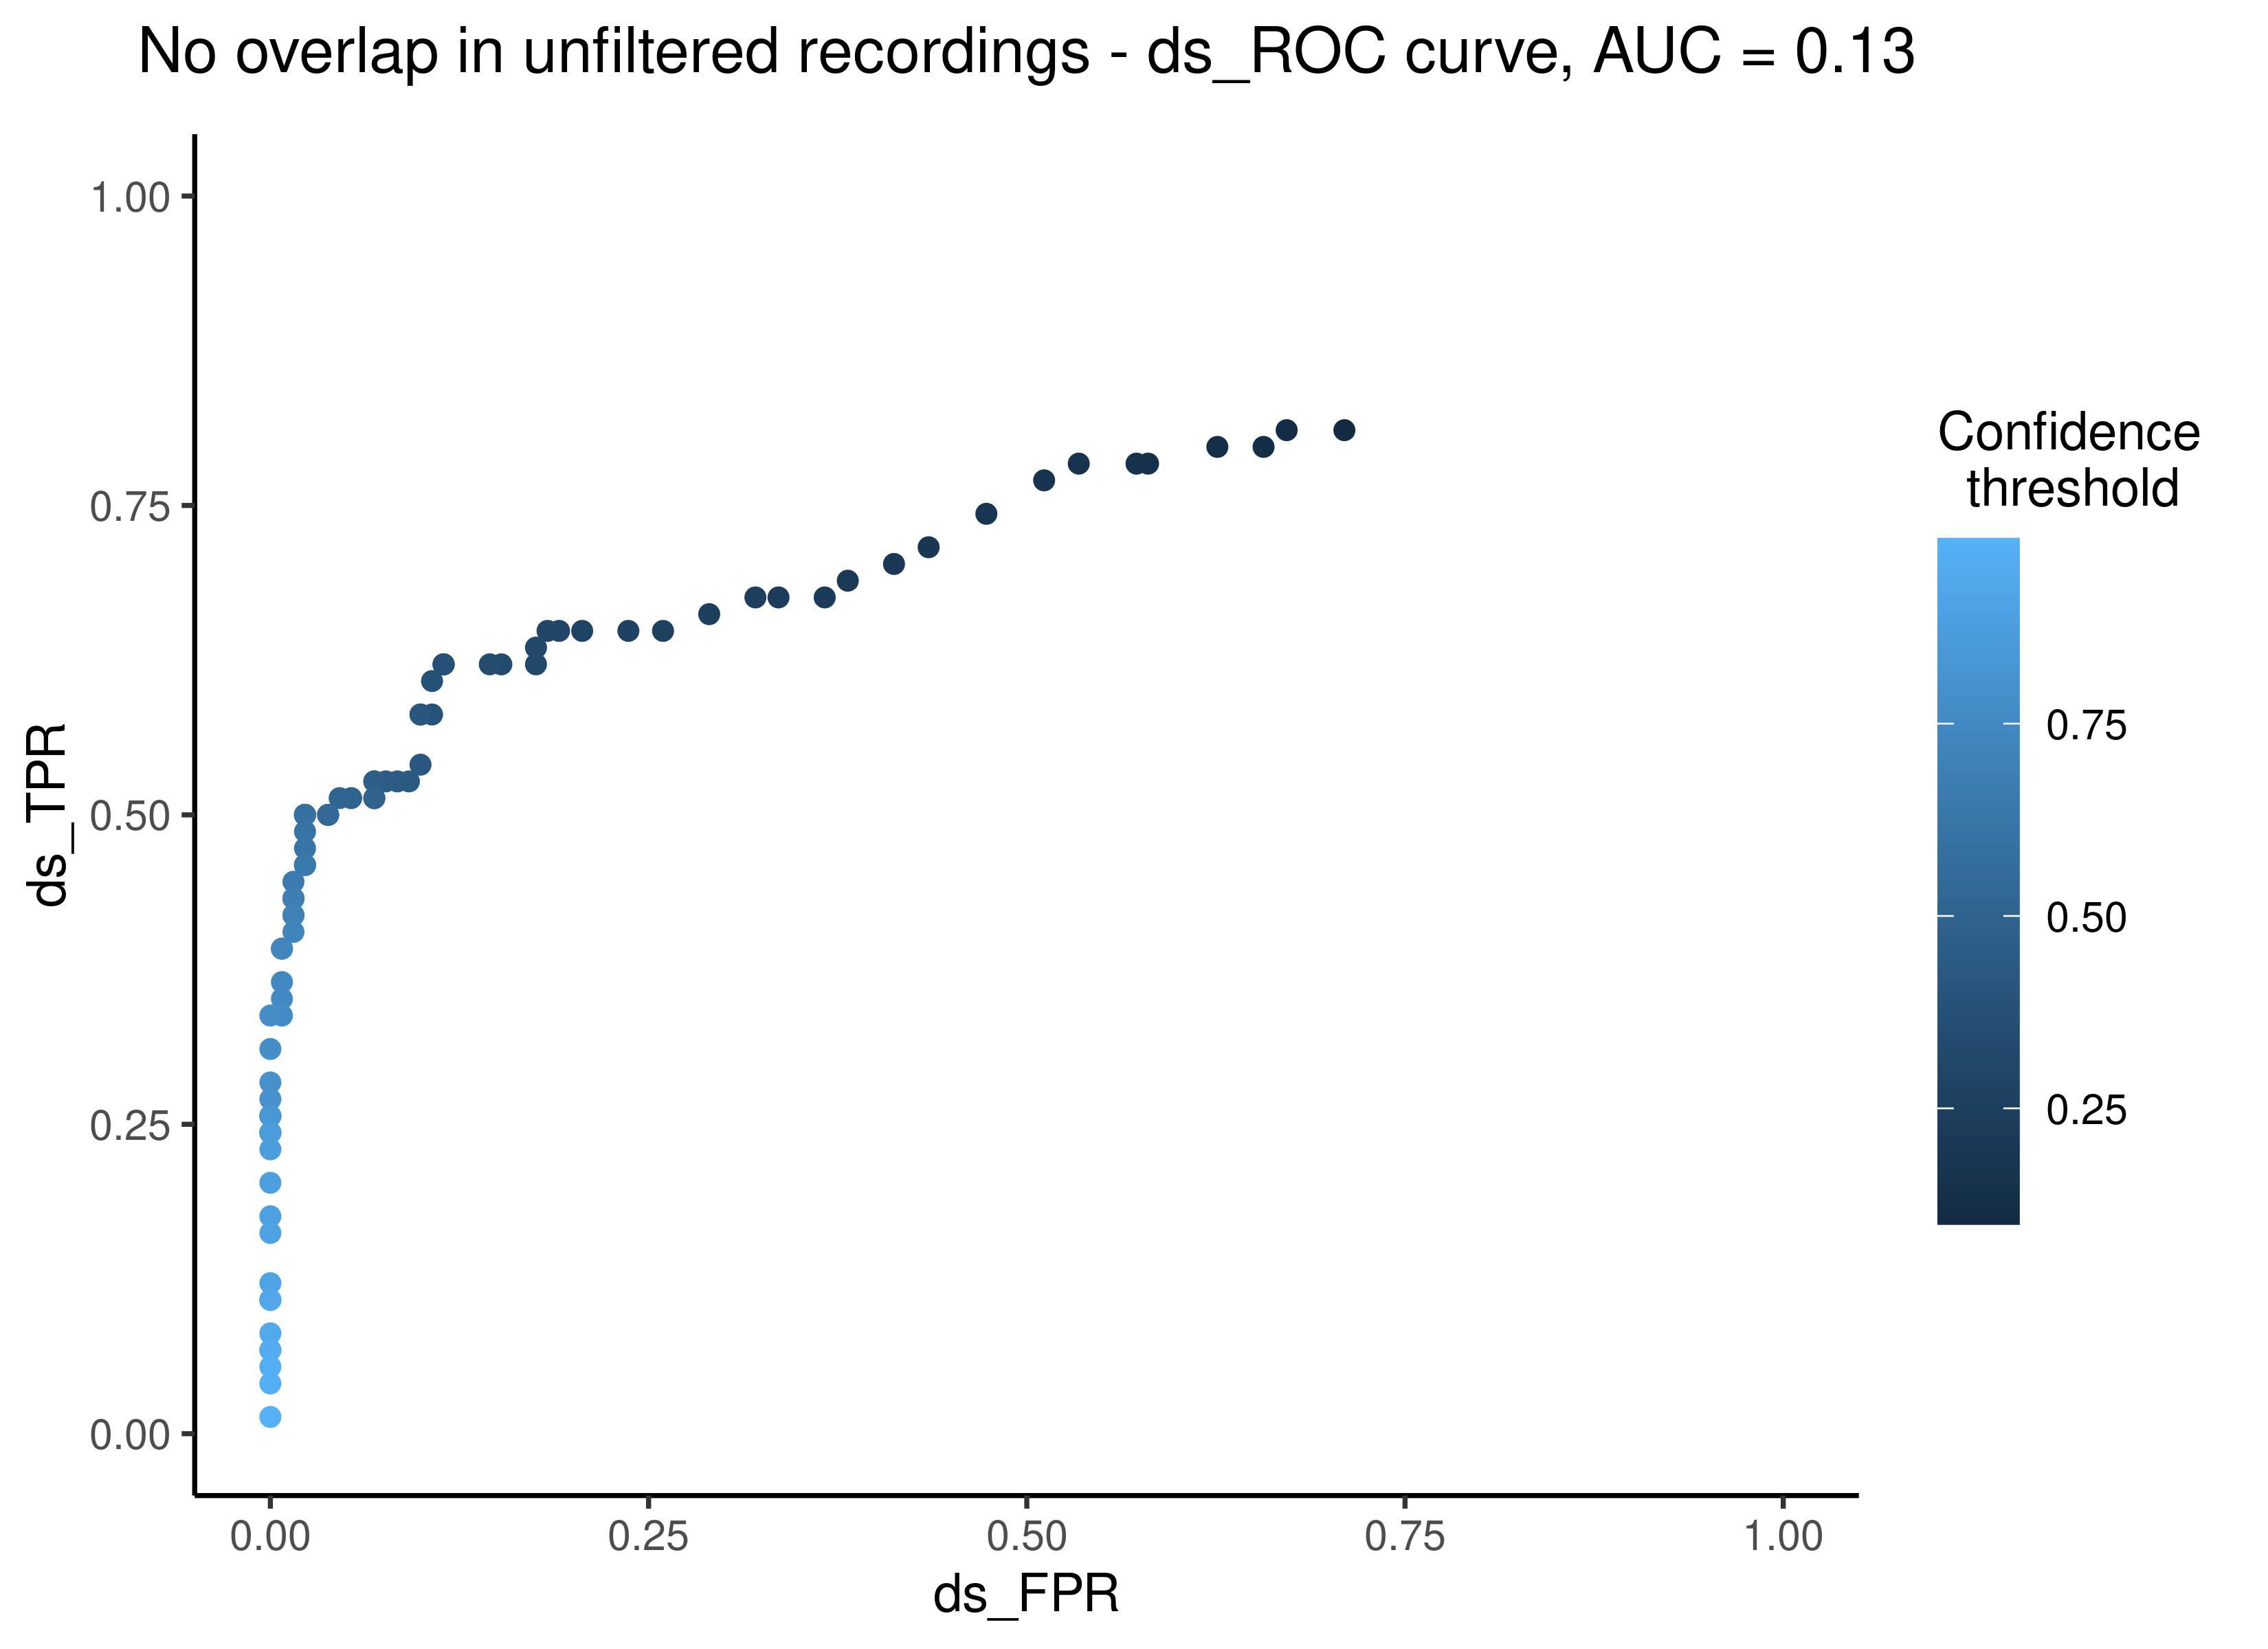 No overlap in unfiltered recordings - ds_ROC curve, AUC = 0.13
1.00
0.75
0.50
0.25
0.00
ds_TPR
0.00
0.25
0.50
0.75
1.00
ds_FPR
Confidence
threshold
0.75
0.50
0.25